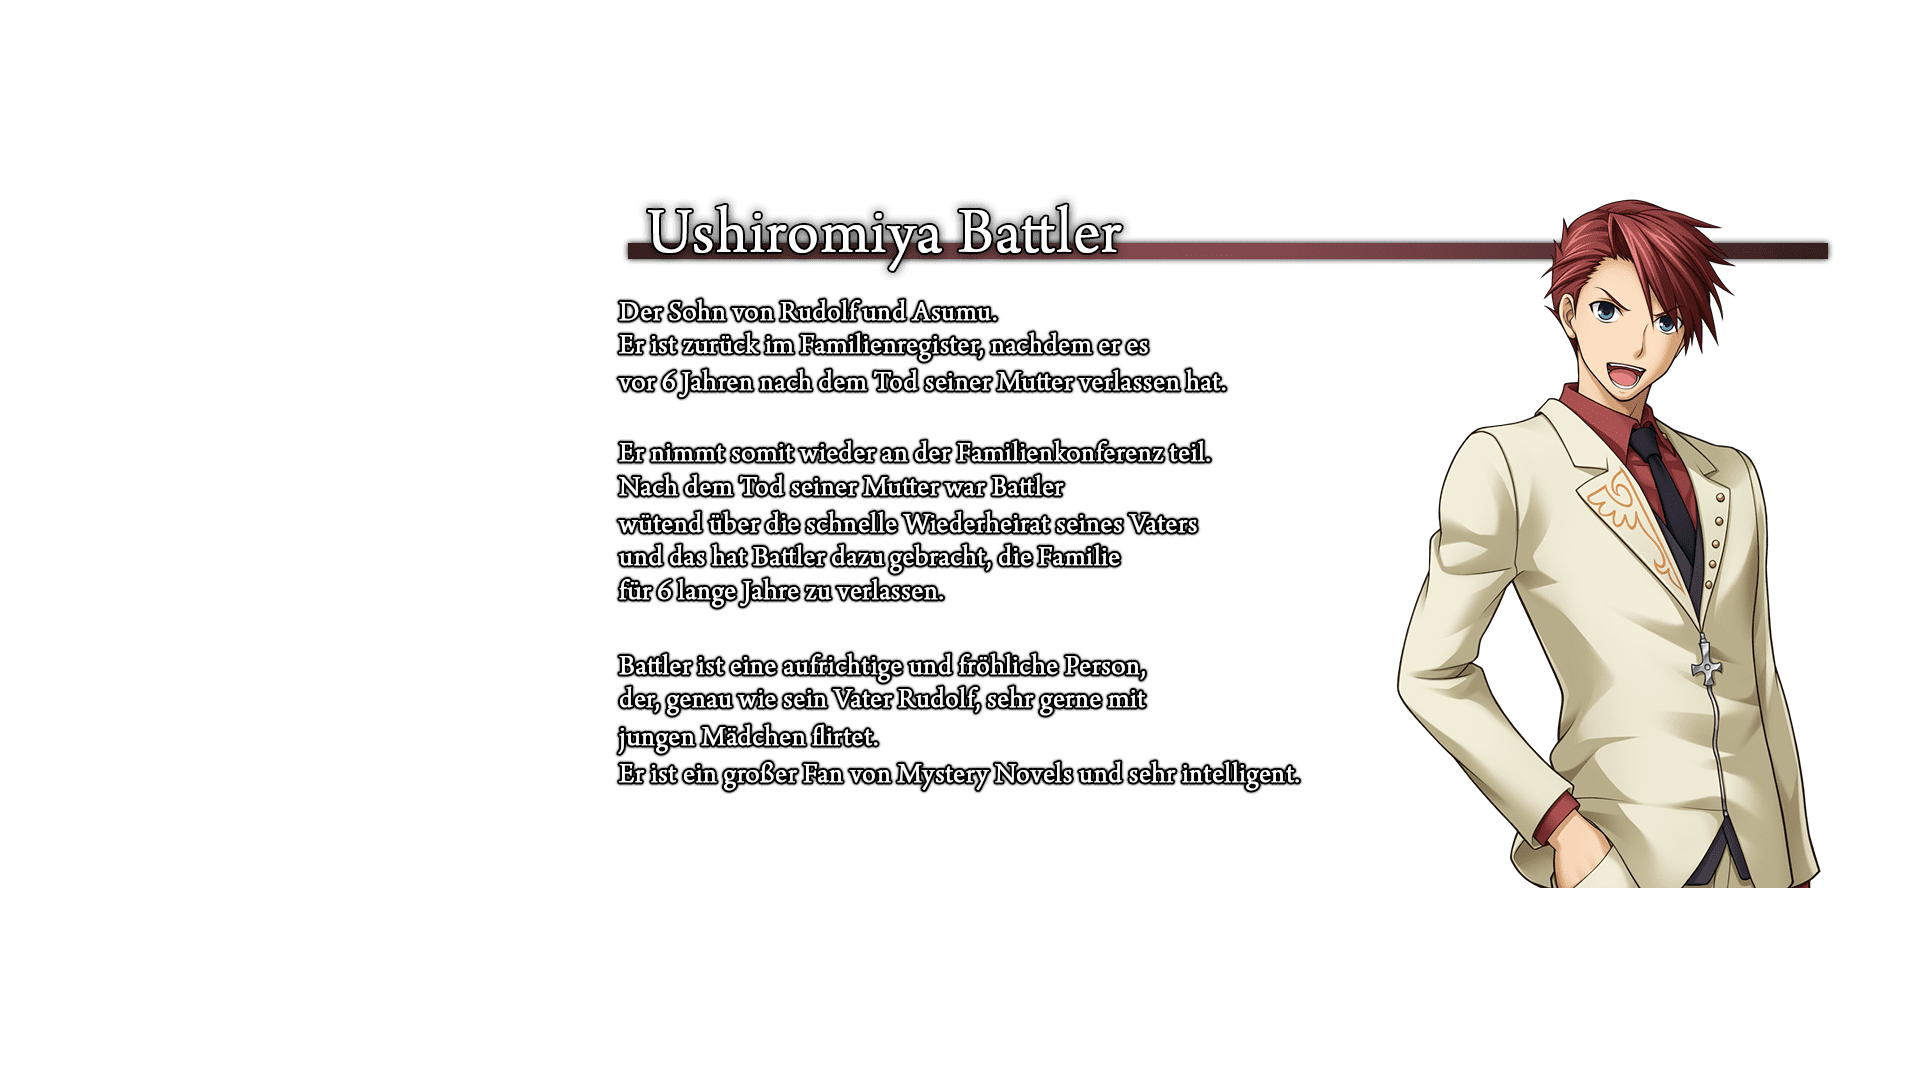 Ushiromiya Battler
Der Sohn von Rudolf und Asumu.
Er ist zurück im Familienregister, nachdem er es
vor 6 Jahren nach dem Tod seiner Mutter verlassen hat.
Er nimmt somit wieder an der Familienkonferenz teil.
Nach dem Tod seiner Mutter war Battler
wütend über die schnelle Wiederheirat seines Vaters
und das hat Battler dazu gebracht, die Familie
für 6 lange Jahre zu verlassen.
Battler ist eine aufrichtige und fröhliche Person,
der, genau wie sein Vater Rudolf, sehr gerne mit
jungen Mädchen flirtet.
Er ist ein großer Fan von Mystery Novels und sehr intelligent.